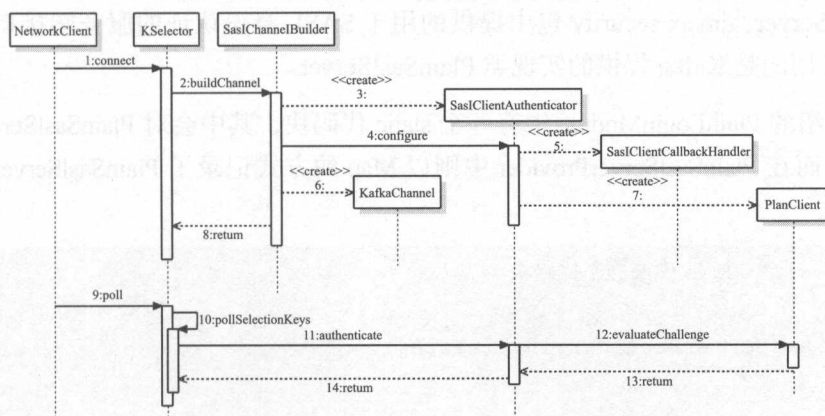 NetworkClient
KSelector
SaslChannelBuilder
1:connect
2:buildChannel
<<create>>
3:
SaslClientAuthenticator
4:configure
<<create>>
5:
SaslClientCallbackHandler
<<create>>
6:
KafkaChannel
<<create>>
7:
PlanClient
8:return
9:poll
10:pollSelectionKeys
11:authenticate
12:evaluateChallenge
13:return
14:return